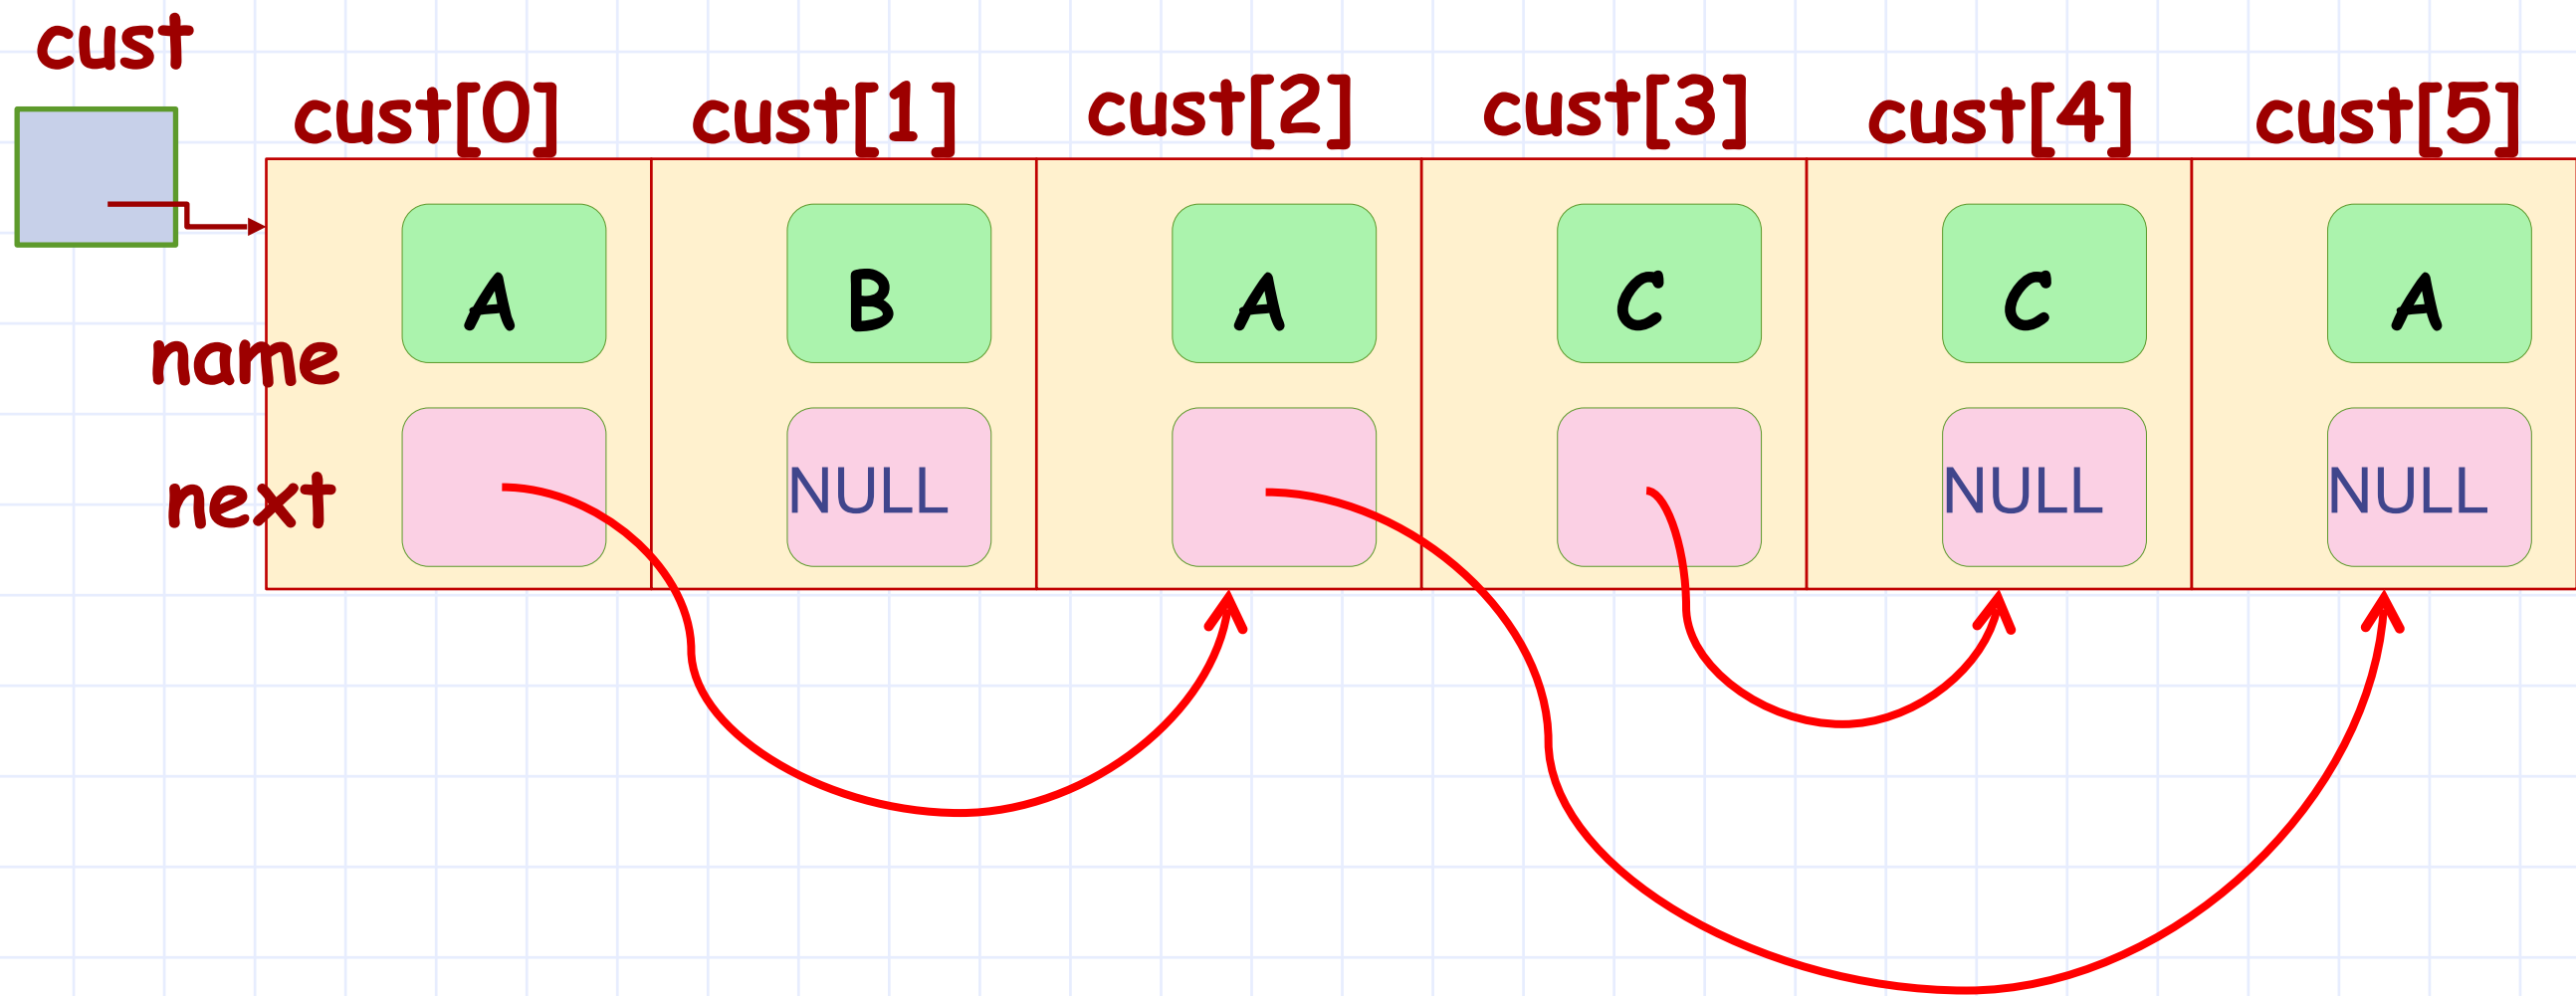 cust
cust[0] cust[1] cust[2] cust[3] cust[4] cust[5]
A B A C C A
name
NULL NULL NULL
next